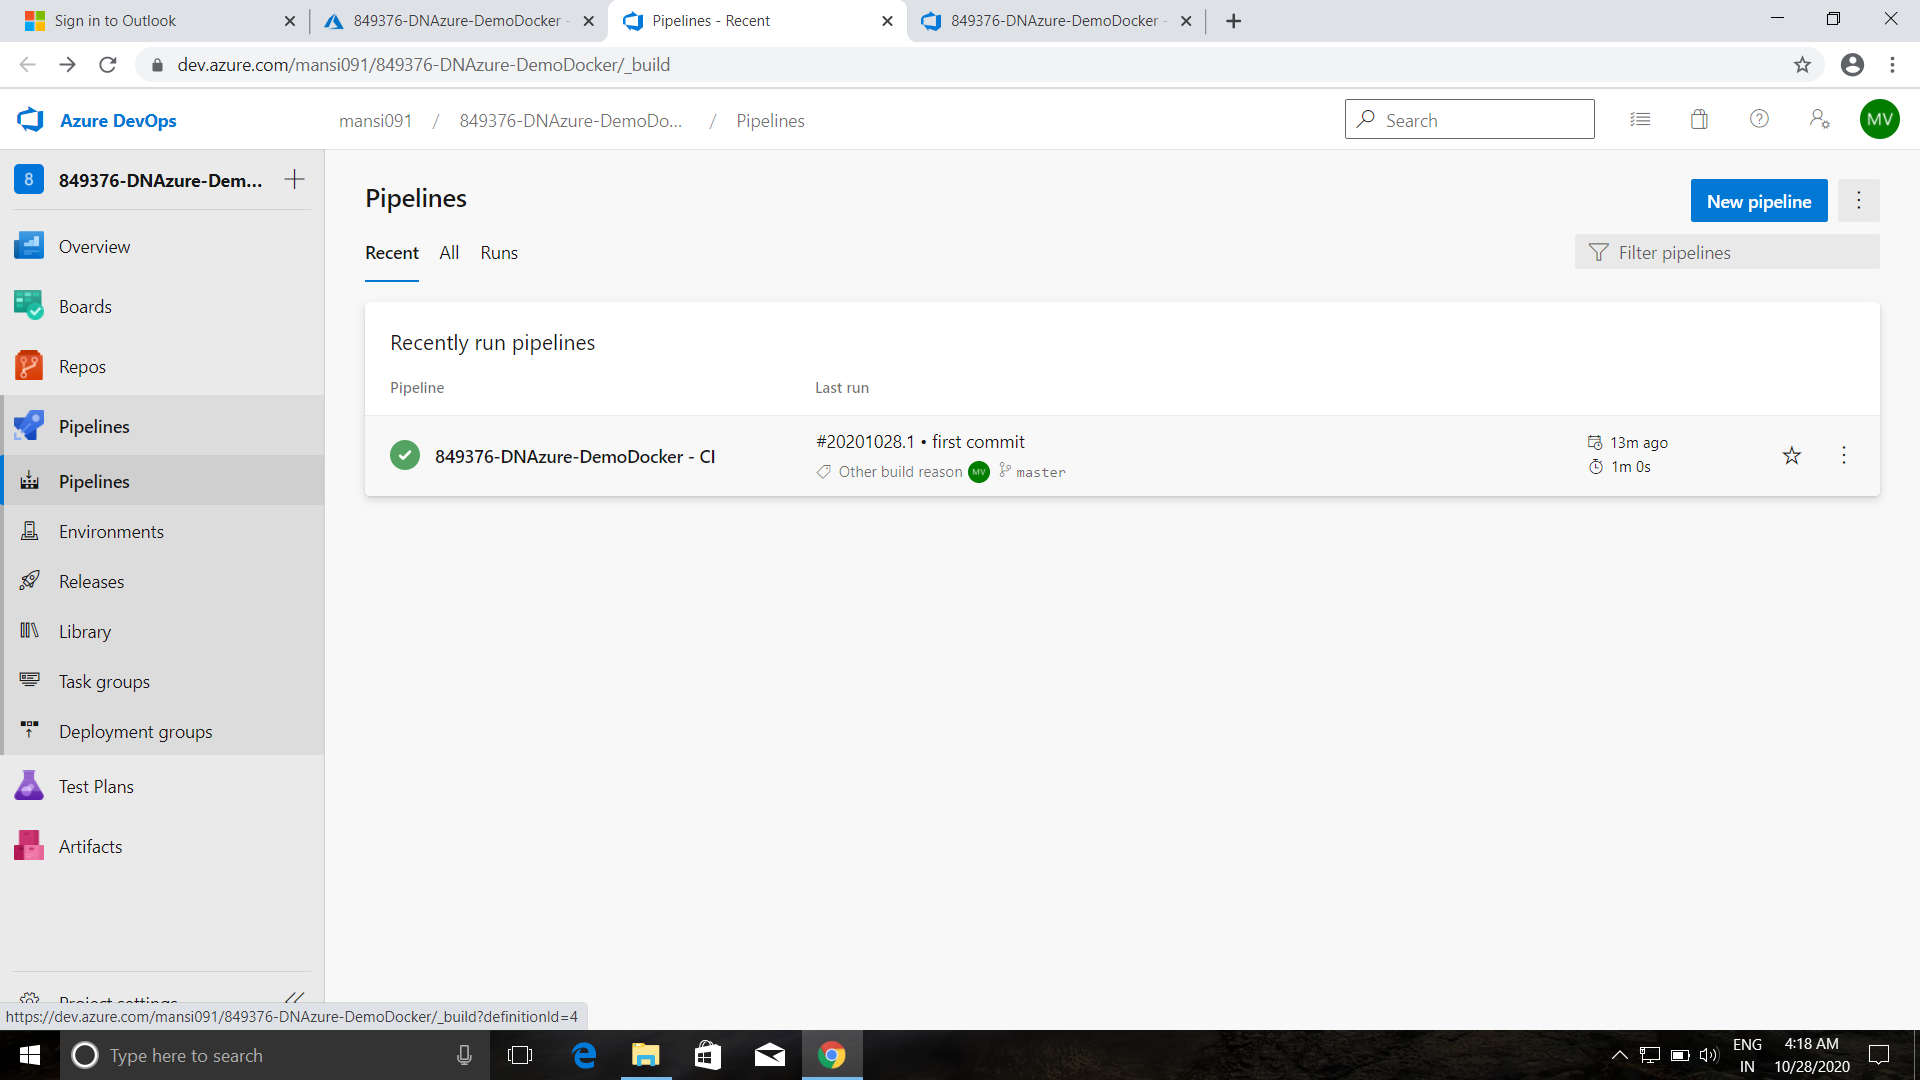 Sign in to Outlook
849376-DNAzure-DemoDocker -
Pipelines - Recent
849376-DNAzure-DemoDocker -
dev.azure.com/mansi091/849376-DNAzure-DemoDocker/_build
Azure DevOps
mansi091 / 849376-DNAzure-DemoDo... / Pipelines
Search
MV
8
849376-DNAzure-Dem...
Overview
Boards
Repos
Pipelines
Pipelines
Environments
Releases
Library
Task groups
Deployment groups
Test Plans
Artifacts
Project settings
Pipelines
New pipeline
Recent All Runs
Filter pipelines
Recently run pipelines
Pipeline Last run
849376-DNAzure-DemoDocker - CI
#20201028.1 • first commit
Other build reason MV master
13m ago
1m 0s
https://dev.azure.com/mansi091/849376-DNAzure-DemoDocker/_build?definitionId=4
Type here to search
ENG
IN
4:18 AM
10/28/2020